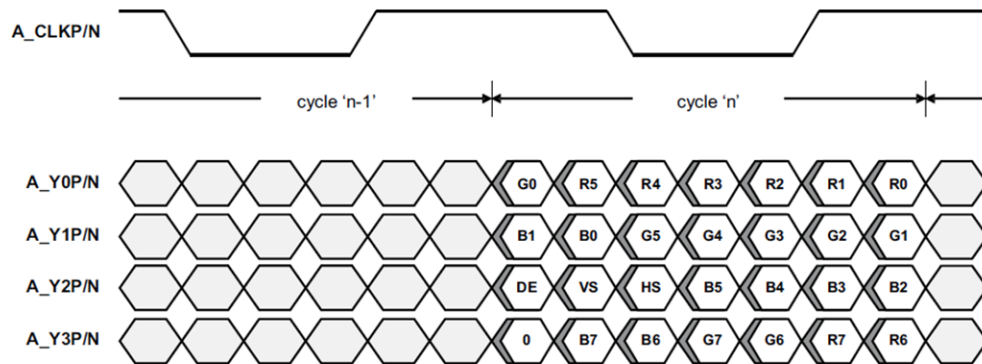 A_CLKP/N
cycle ‘n-1’ cycle ‘n’
A_Y0P/N G0 R5 R4 R3 R2 R1 R0
A_Y1P/N B1 B0 G5 G4 G3 G2 G1
A_Y2P/N DE VS HS B5 B4 B3 B2
A_Y3P/N 0 B7 B6 G7 G6 R7 R6